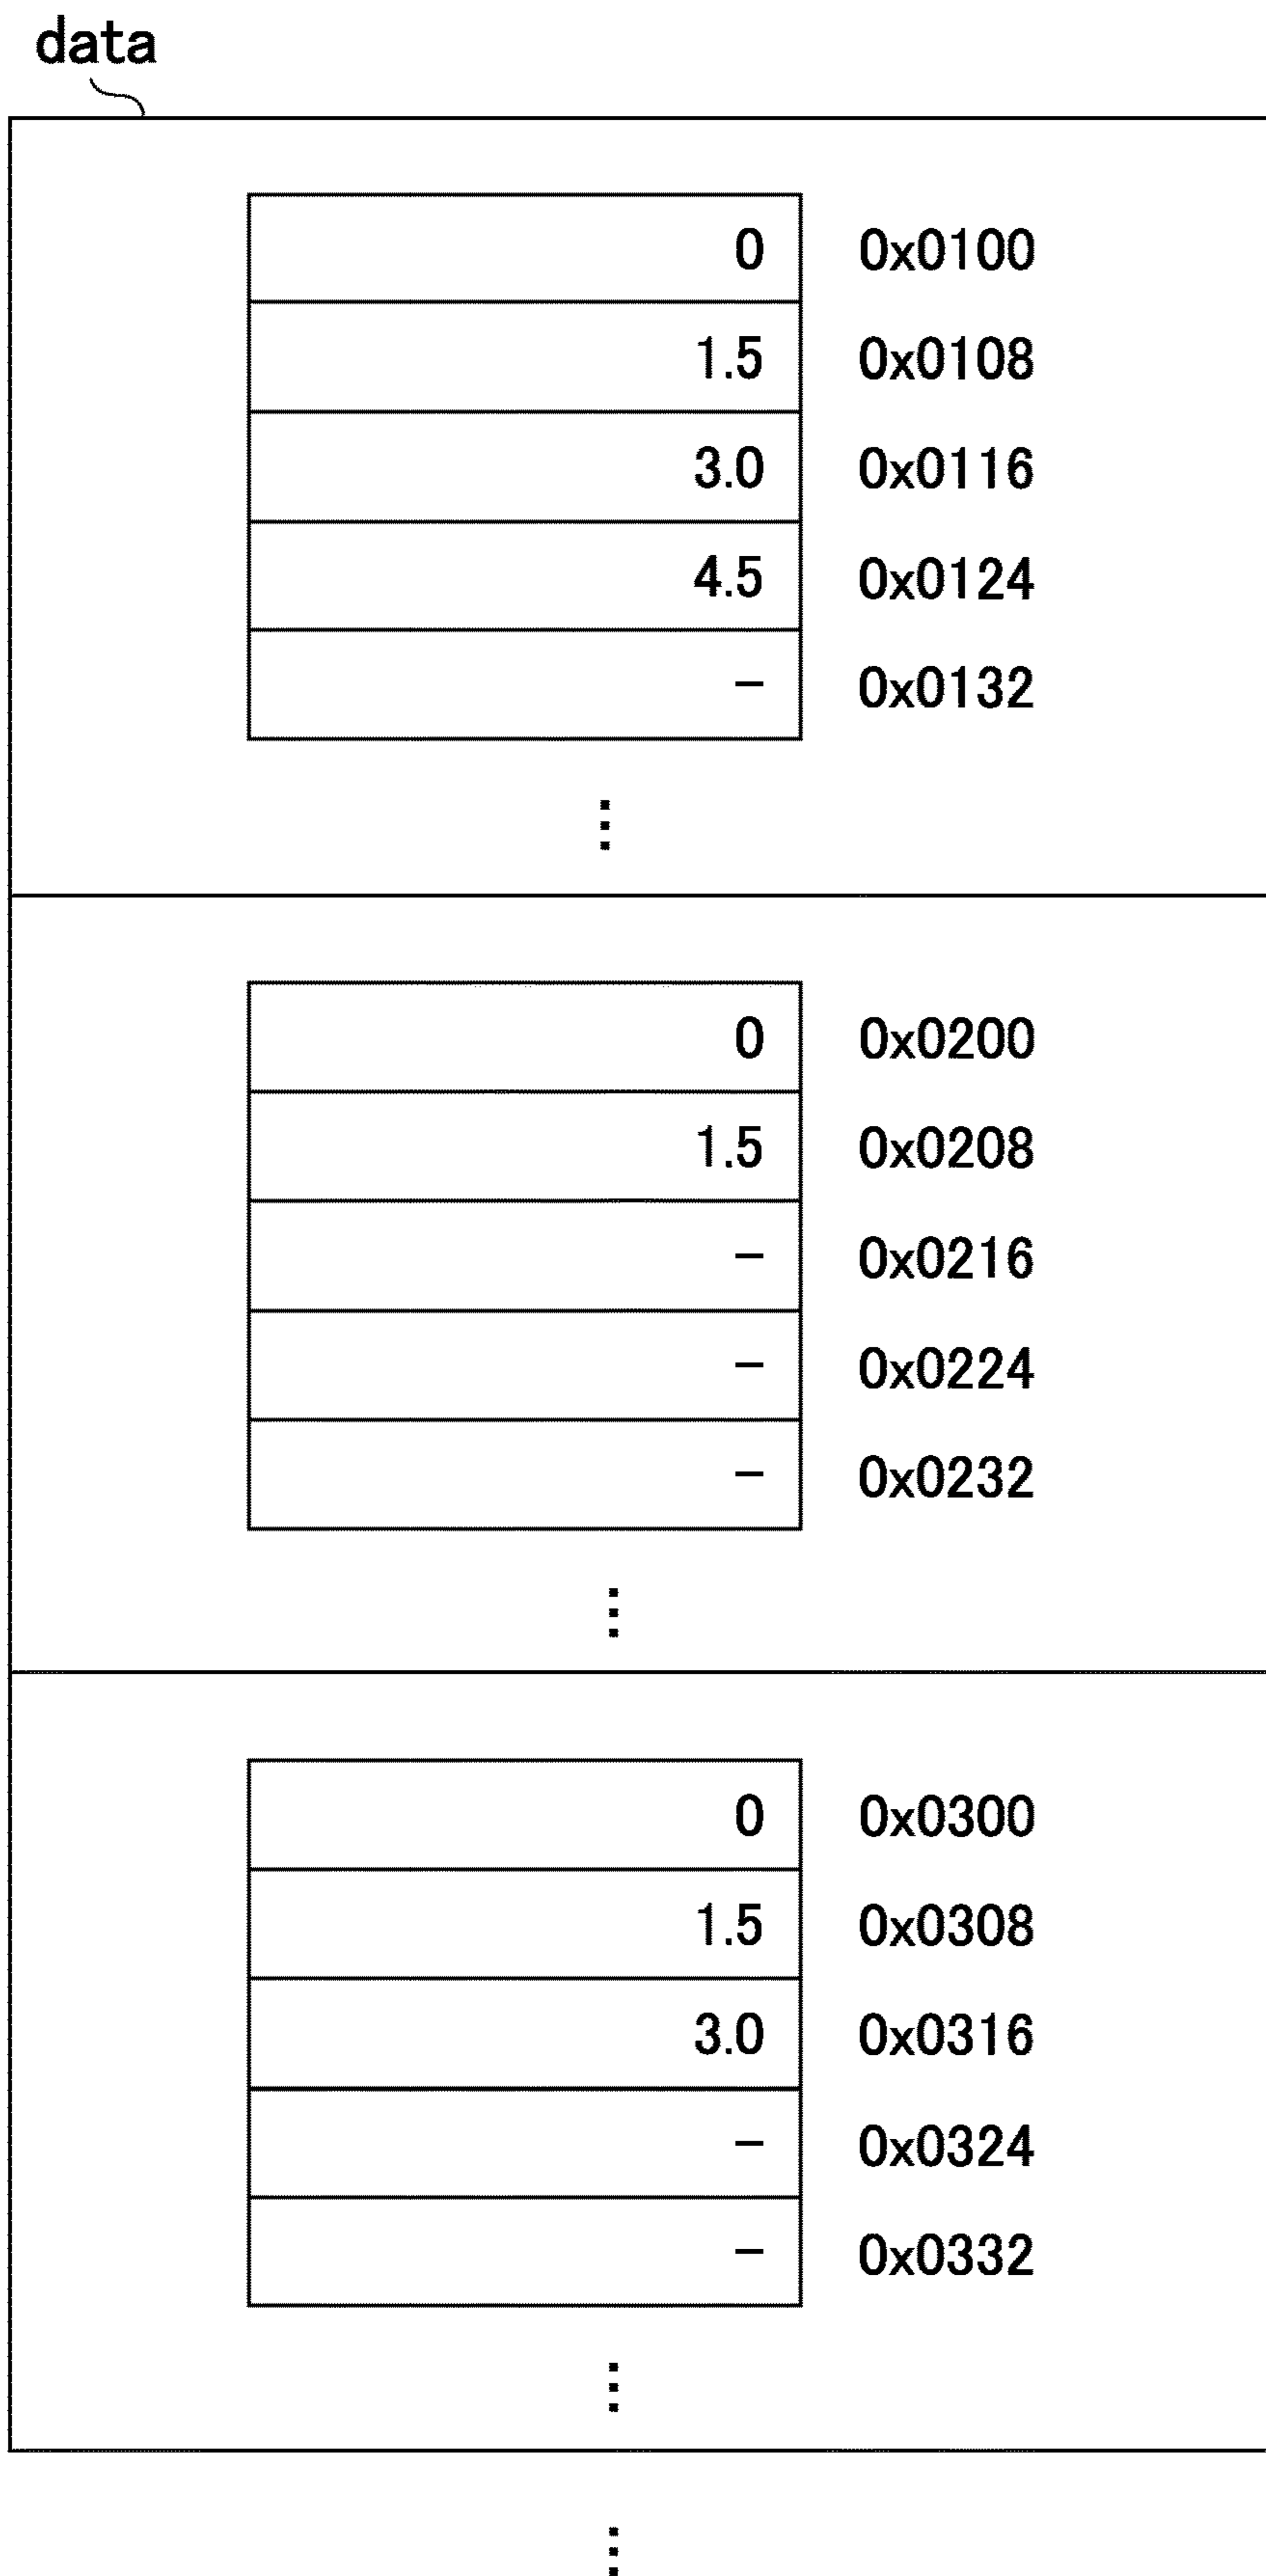 data
0 0x0100
1.5 0x0108
3.0 0x0116
4.5 0x0124
- 0x0132
⋮
0 0x0200
1.5 0x0208
- 0x0216
- 0x0224
- 0x0232
⋮
0 0x0300
1.5 0x0308
3.0 0x0316
- 0x0324
- 0x0332
⋮
⋮